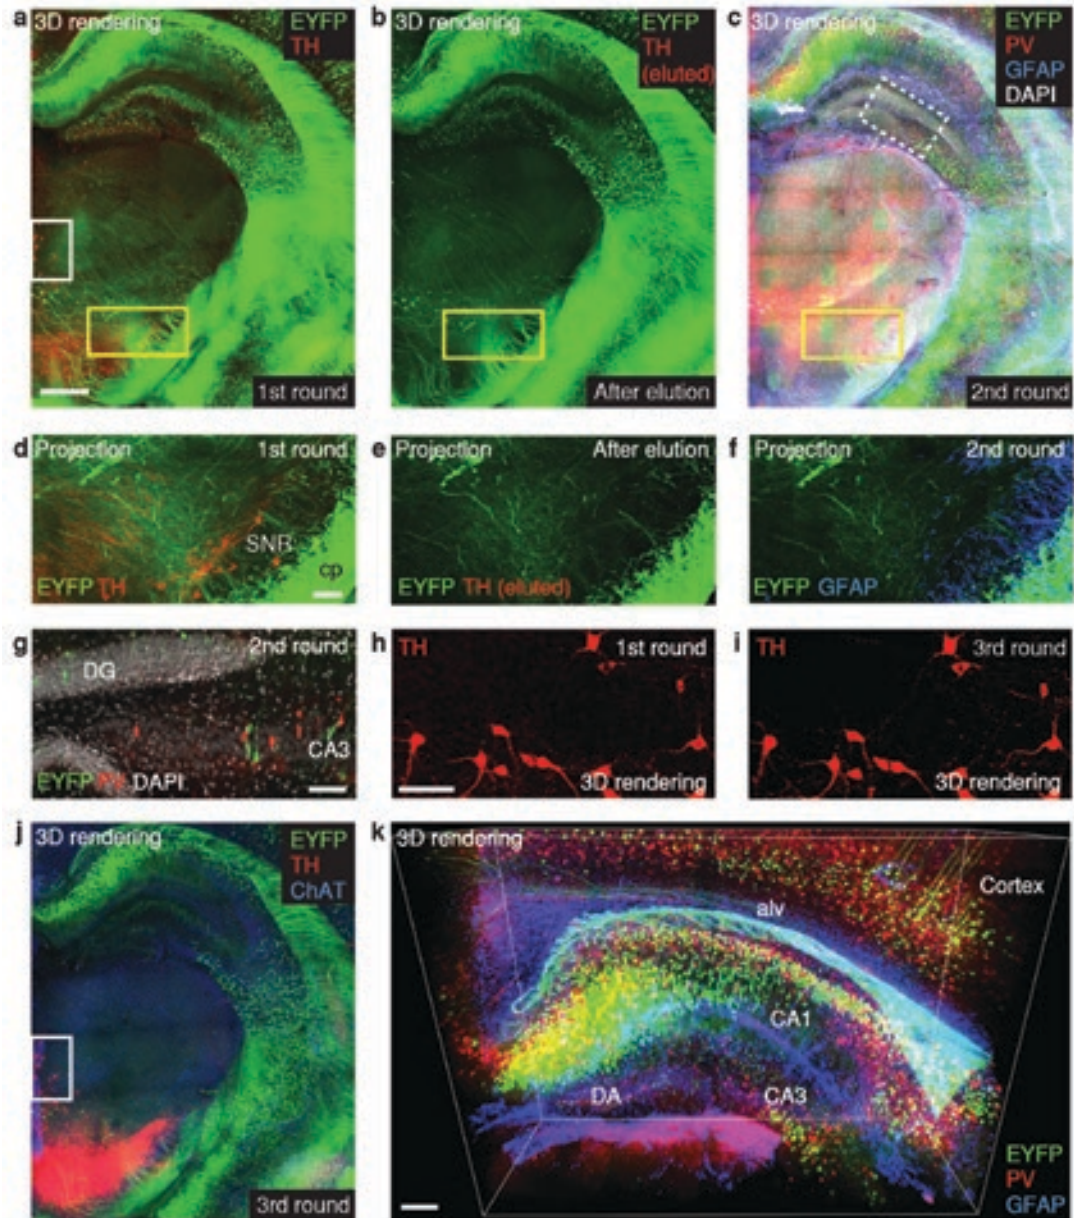 a 3D rendering EYFP
TH
1st round
b 3D rendering EYFP
TH
(eluted)
After elution
c 3D rendering EYFP
PV
GFAP
DAPI
2nd round
d Projection 1st round
SNR
cp
EYFP TH
e Projection After elution
EYFP TH (eluted)
f Projection 2nd round
EYFP GFAP
g 2nd round
DG
CA3
EYFP PV DAPI
h TH 1st round
3D rendering
i TH 3rd round
3D rendering
j 3D rendering EYFP
TH
ChAT
3rd round
k 3D rendering
Cortex
alv
CA1
DA CA3
EYFP
PV
GFAP